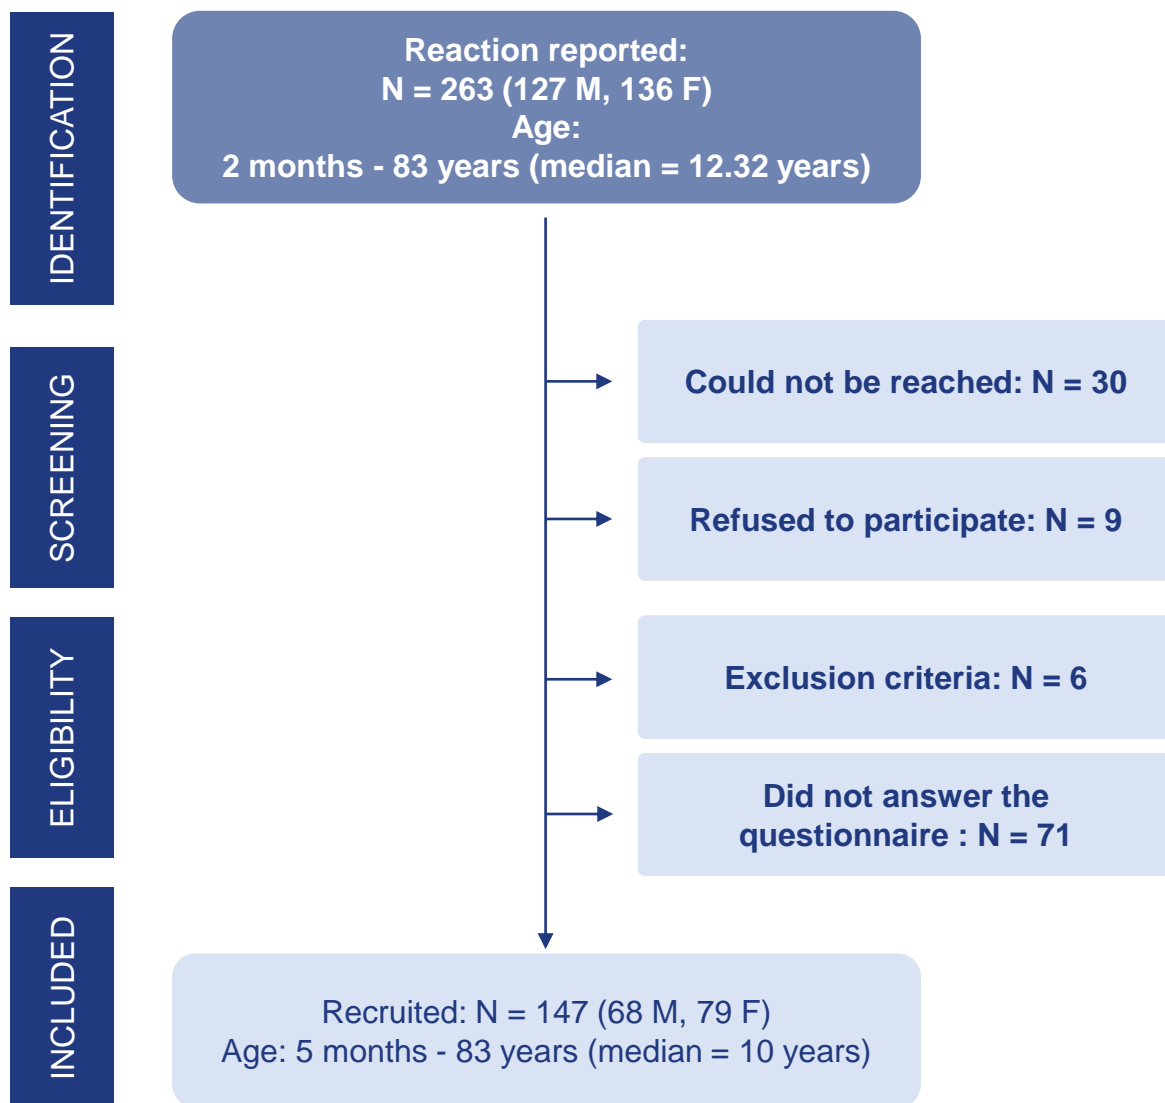 IDENTIFICATION
Reaction reported:
N = 263 (127 M, 136 F)
Age:
2 months - 83 years (median = 12.32 years)
SCREENING
Could not be reached: N = 30
Refused to participate: N = 9
ELIGIBILITY
Exclusion criteria: N = 6
Did not answer the
questionnaire : N = 71
INCLUDED
Recruited: N = 147 (68 M, 79 F)
Age: 5 months - 83 years (median = 10 years)